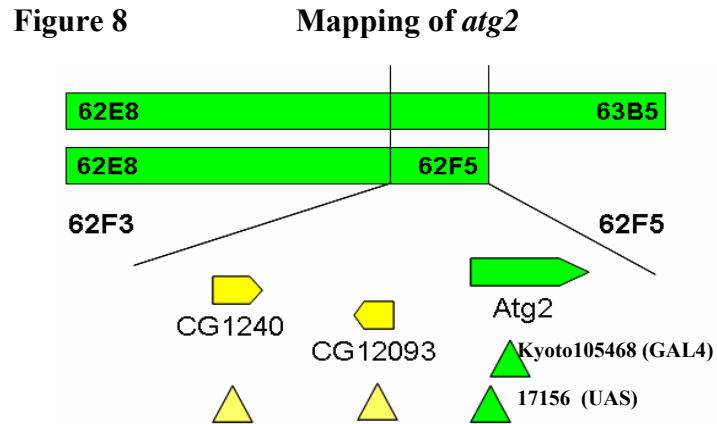 Figure 8 Mapping of atg2
62E8 63B5
62E8 62F5
62F3 62F5
CG1240
CG12093
Atg2
Kyoto105468 (GAL4)
17156 (UAS)